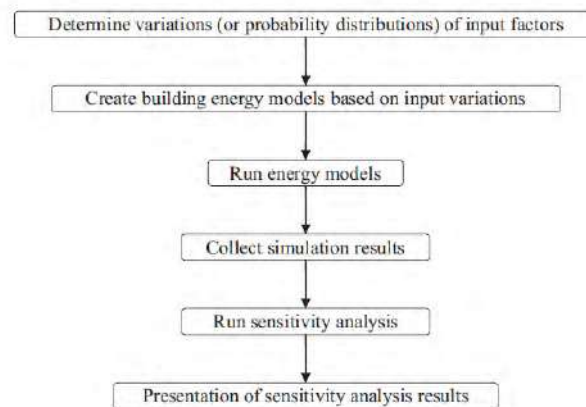 Determine variations (or probability distributions) of input factors
Create building energy models based on input variations
Run energy models
Collect simulation results
Run sensitivity analysis
Presentation of sensitivity analysis results